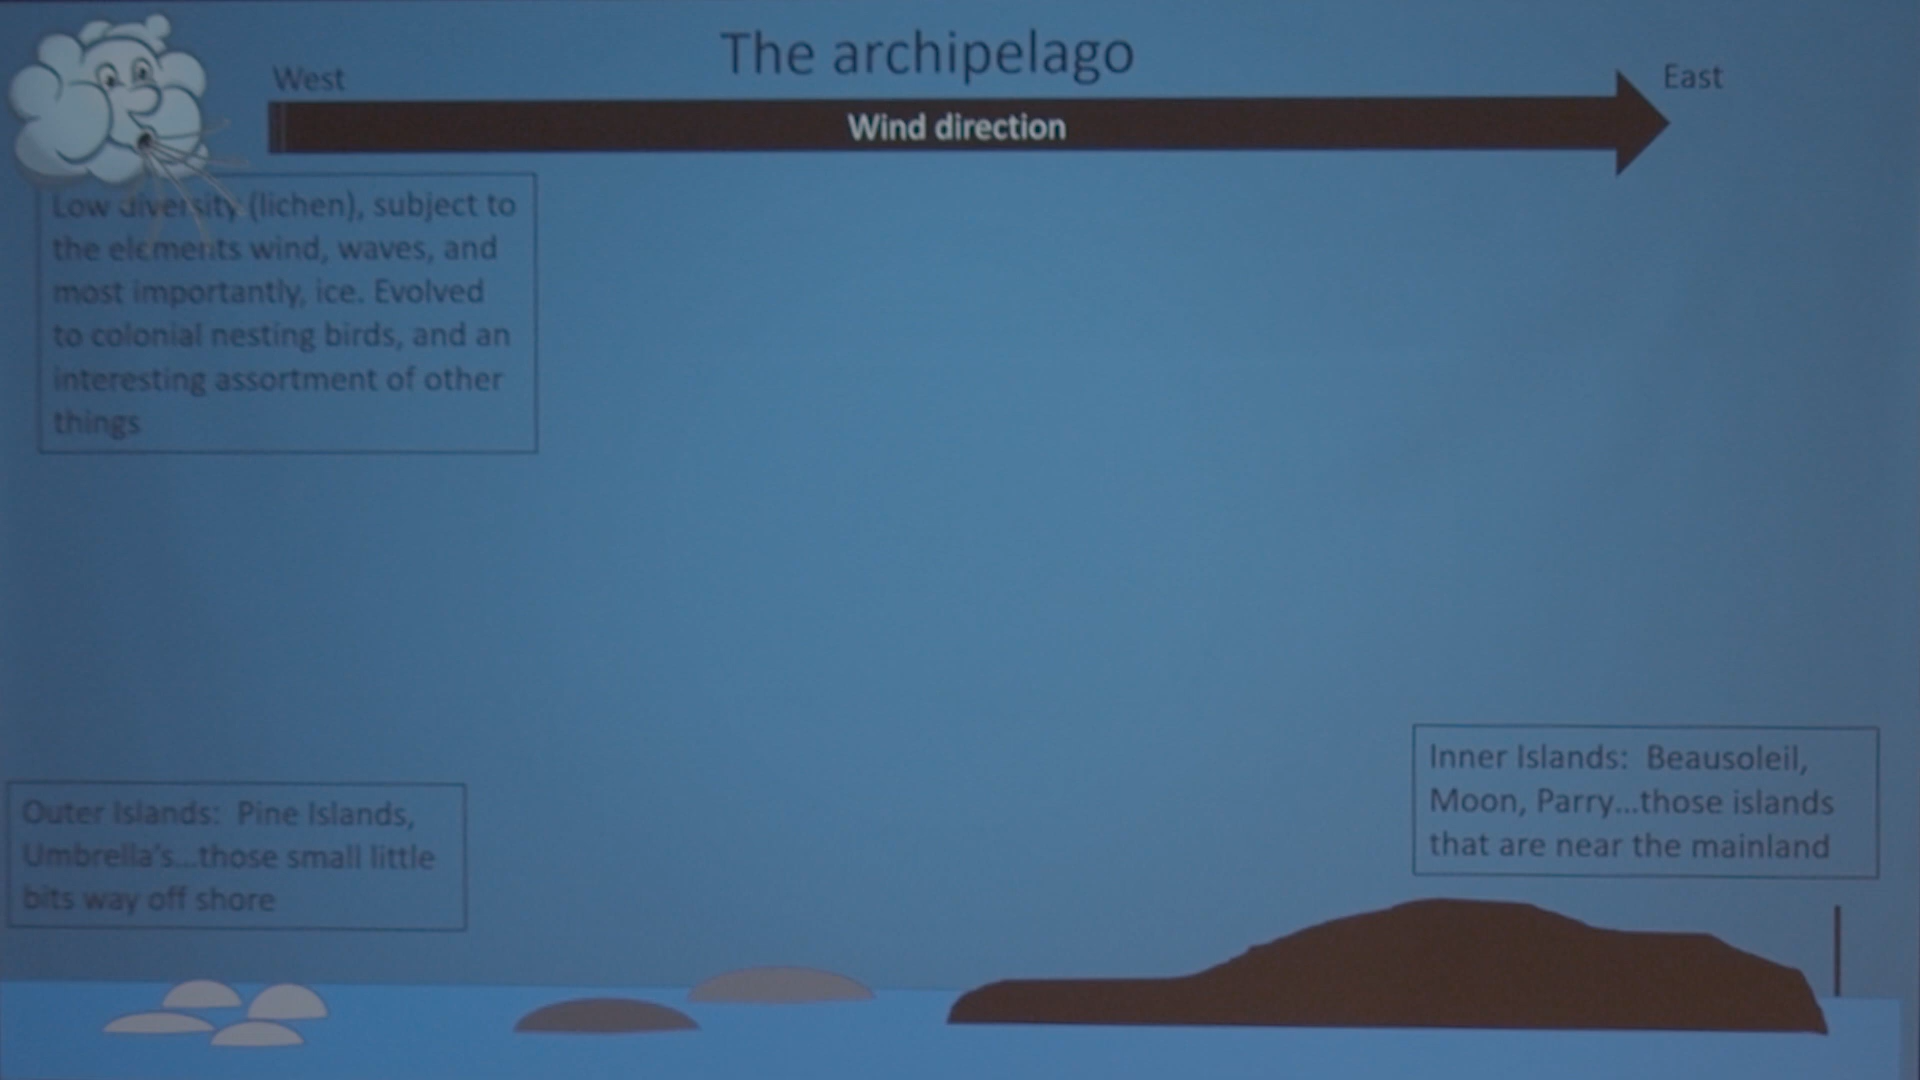 The archipelago
West
East
Wind direction
Low diversity (lichen), subject to
the elements wind, waves, and
most importantly, ice. Evolved
to colonial nesting birds, and an
interesting assortment of other
things
Outer Islands: Pine Islands,
Umbrella's...those small little
bits way off shore
Inner Islands: Beausoleil,
Moon, Parry...those islands
that are near the mainland